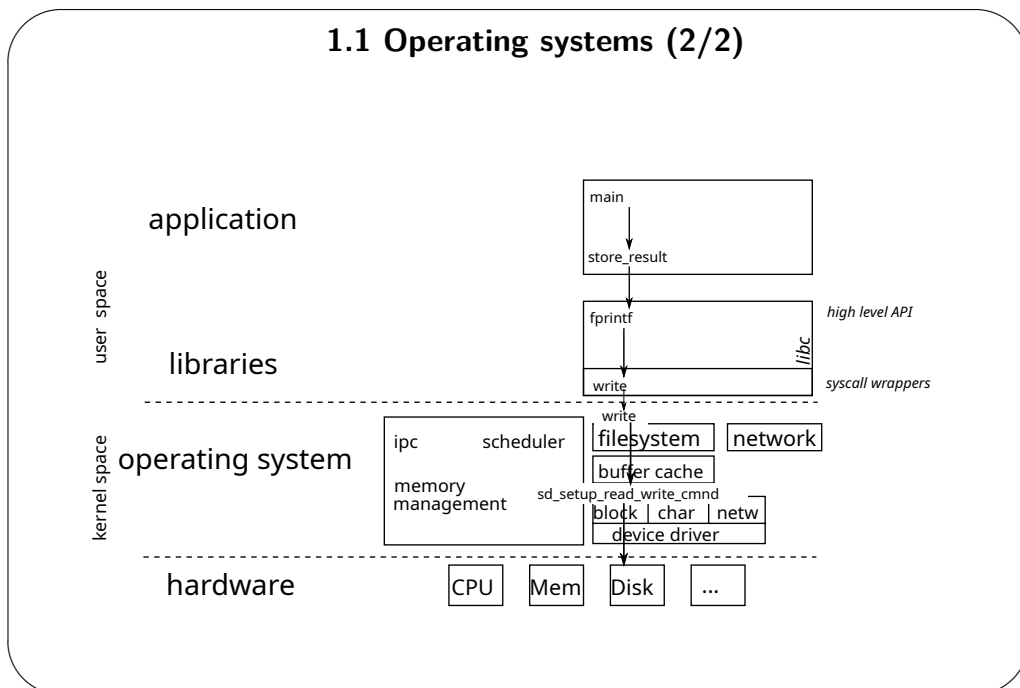 1.1 Operating systems (2/2)
application
main
store_result
user space
libraries
fprintf
high level API
libc
write
syscall wrappers
kernel space
operating system
ipc
scheduler
memory
management
write
filesystem
network
buffer cache
sd_setup_read_write_cmnd
block
char
netw
device driver
hardware
CPU
Mem
Disk
...